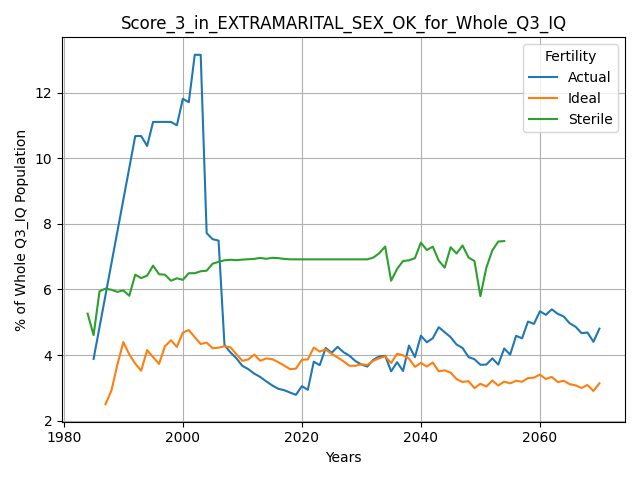 Score_3_in_EXTRAMARITAL_SEX_OK_for_Whole_Q3_IQ
Fertility
Actual
Ideal
Sterile
% of Whole Q3_IQ Population
12
10
8
6
4
2
1980
2000
2020
2040
2060
Years